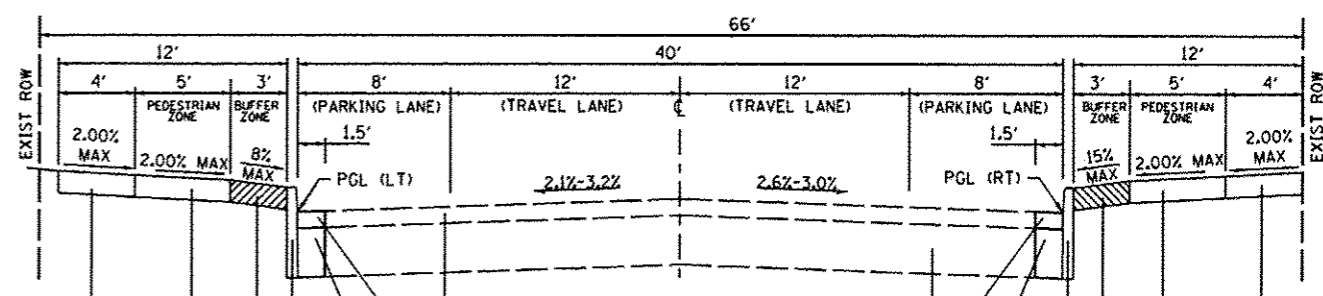 66'
12' 40' 12'
4' 5' 3' 8' 12' 12' 8' 3' 5' 4'
EXIST ROW
PEDESTRIAN ZONE
BUFFER ZONE
(PARKING LANE)
(TRAVEL LANE)
℄
(TRAVEL LANE)
(PARKING LANE)
BUFFER ZONE
PEDESTRIAN ZONE
EXIST ROW
2.00% MAX
2.00% MAX
8% MAX
1.5'
PGL (LT)
2.1%-3.2%
2.6%-3.0%
1.5'
PGL (RT)
15% MAX
2.00% MAX
2.00% MAX